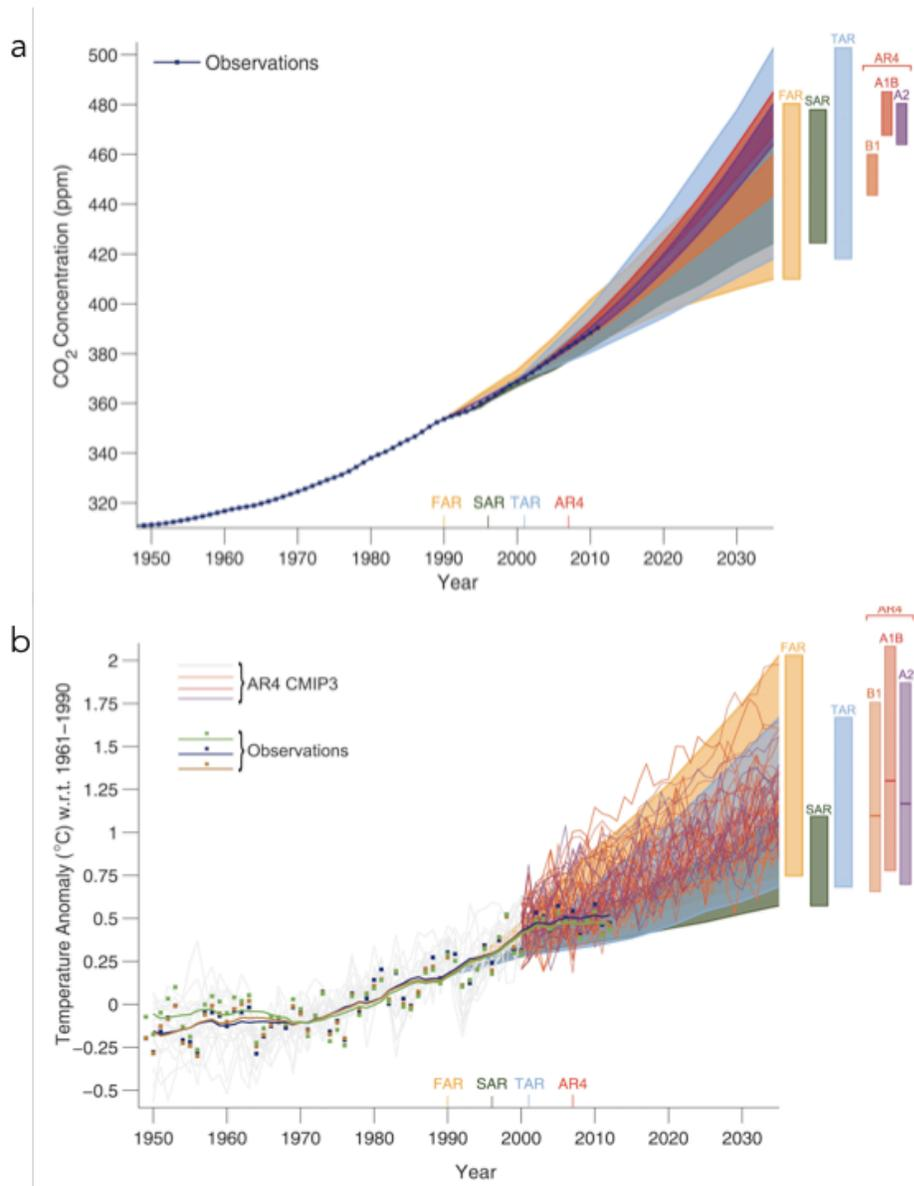 a
Observations
CO2 Concentration (ppm)
500
480
460
440
420
400
380
360
340
320
FAR SAR TAR AR4
1950 1960 1970 1980 1990 2000 2010 2020 2030
Year
FAR
SAR
TAR
AR4
A1B
A2
B1
b
AR4 CMIP3
Observations
Temperature Anomaly (°C) w.r.t. 1961–1990
2
1.75
1.5
1.25
1
0.75
0.5
0.25
0
−0.25
−0.5
FAR SAR TAR AR4
1950 1960 1970 1980 1990 2000 2010 2020 2030
Year
FAR
SAR
TAR
AR4
A1B
B1
A2